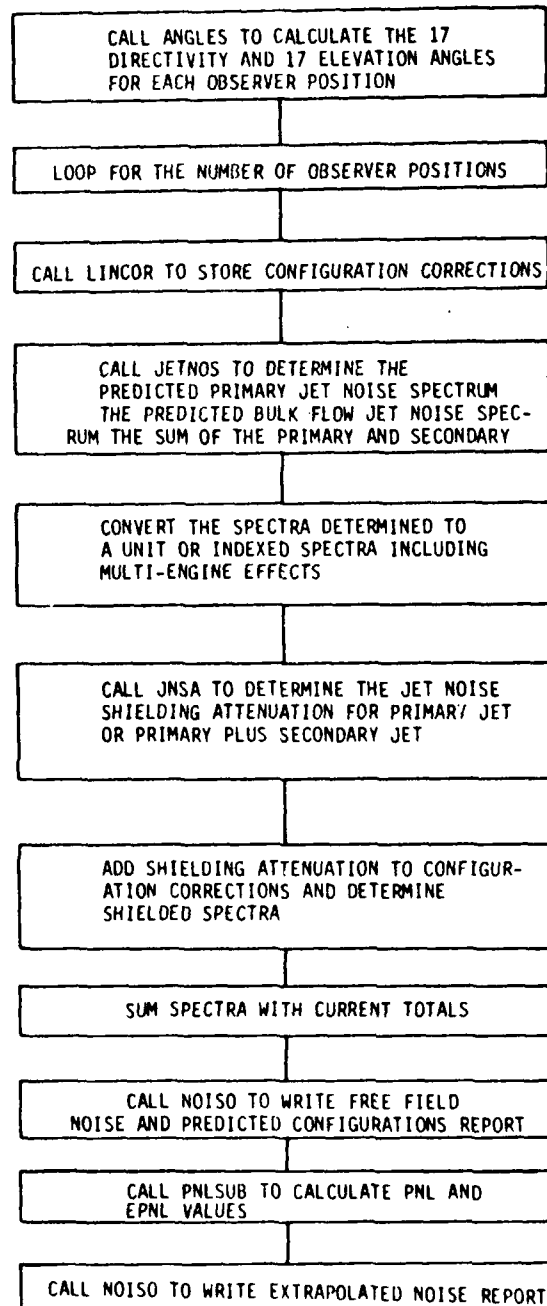 CALL ANGLES TO CALCULATE THE 17
DIRECTIVITY AND 17 ELEVATION ANGLES
FOR EACH OBSERVER POSITION
LOOP FOR THE NUMBER OF OBSERVER POSITIONS
CALL LINCOR TO STORE CONFIGURATION CORRECTIONS
CALL JETNOS TO DETERMINE THE
PREDICTED PRIMARY JET NOISE SPECTRUM
THE PREDICTED BULK FLOW JET NOISE SPEC-
RUM THE SUM OF THE PRIMARY AND SECONDARY
CONVERT THE SPECTRA DETERMINED TO
A UNIT OR INDEXED SPECTRA INCLUDING
MULTI-ENGINE EFFECTS
CALL JNSA TO DETERMINE THE JET NOISE
SHIELDING ATTENUATION FOR PRIMARY JET
OR PRIMARY PLUS SECONDARY JET
ADD SHIELDING ATTENUATION TO CONFIGUR-
ATION CORRECTIONS AND DETERMINE
SHIELDED SPECTRA
SUM SPECTRA WITH CURRENT TOTALS
CALL NOISO TO WRITE FREE FIELD
NOISE AND PREDICTED CONFIGURATIONS REPORT
CALL PNLSUB TO CALCULATE PNL AND
EPNL VALUES
CALL NOISO TO WRITE EXTRAPOLATED NOISE REPORT